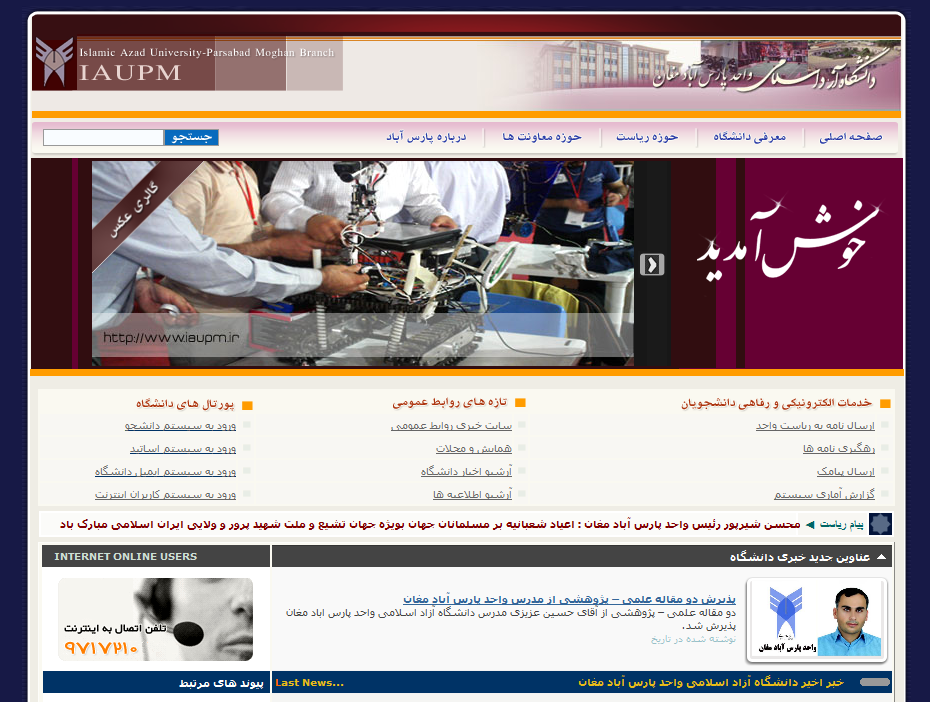 Islamic Azad University-Parsabad Moghan Branch
IAUPM
دانشگاه آزاد اسلامی واحد پارس آباد مغان
صفحه اصلی
معرفی دانشگاه
حوزه ریاست
حوزه معاونت ها
درباره پارس آباد
جستجو
خوش آمدید
گالری عکس
http://www.iaupm.ir
خدمات الکترونیکی و رفاهی دانشجویان
ارسال نامه به ریاست واحد
رهگیری نامه ها
ارسال پیامک
گزارش آماری سیستم
تازه های روابط عمومی
سایت خبری روابط عمومی
همایش و مجلات
آرشیو اخبار دانشگاه
آرشیو اطلاعیه ها
پورتال های دانشگاه
ورود به سیستم دانشجو
ورود به سیستم اساتید
ورود به سیستم ایمیل دانشگاه
ورود به سیستم کاربران اینترنت
پیام ریاست
محسن شیرپور رئیس واحد پارس آباد مغان : اعیاد شعبانیه بر مسلمانان جهان بویژه جهان تشیع و ملت شهید پرور و ولایی ایران اسلامی مبارک باد
عناوین جدید خبری دانشگاه
واحد پارس آباد مغان
پذیرش دو مقاله علمی – پژوهشی از مدرس واحد پارس آباد مغان
دو مقاله علمی – پژوهشی از آقای حسین عزیزی مدرس دانشگاه آزاد اسلامی واحد پارس اباد مغان
پذیرش شد.
نوشته شده در تاریخ
INTERNET ONLINE USERS
تلفن اتصال به اینترنت
۹۷۱۷۲۱۰
خبر اخیر دانشگاه آزاد اسلامی واحد پارس آباد مغان
Last News...
پیوند های مرتبط